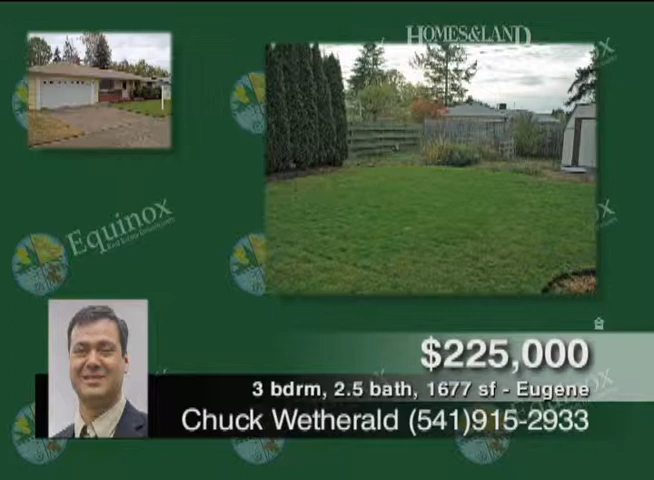 HOMES&LAND
Equinox
$225,000
3 bdrm, 2.5 bath, 1677 sf - Eugene
Chuck Wetherald (541)915-2933